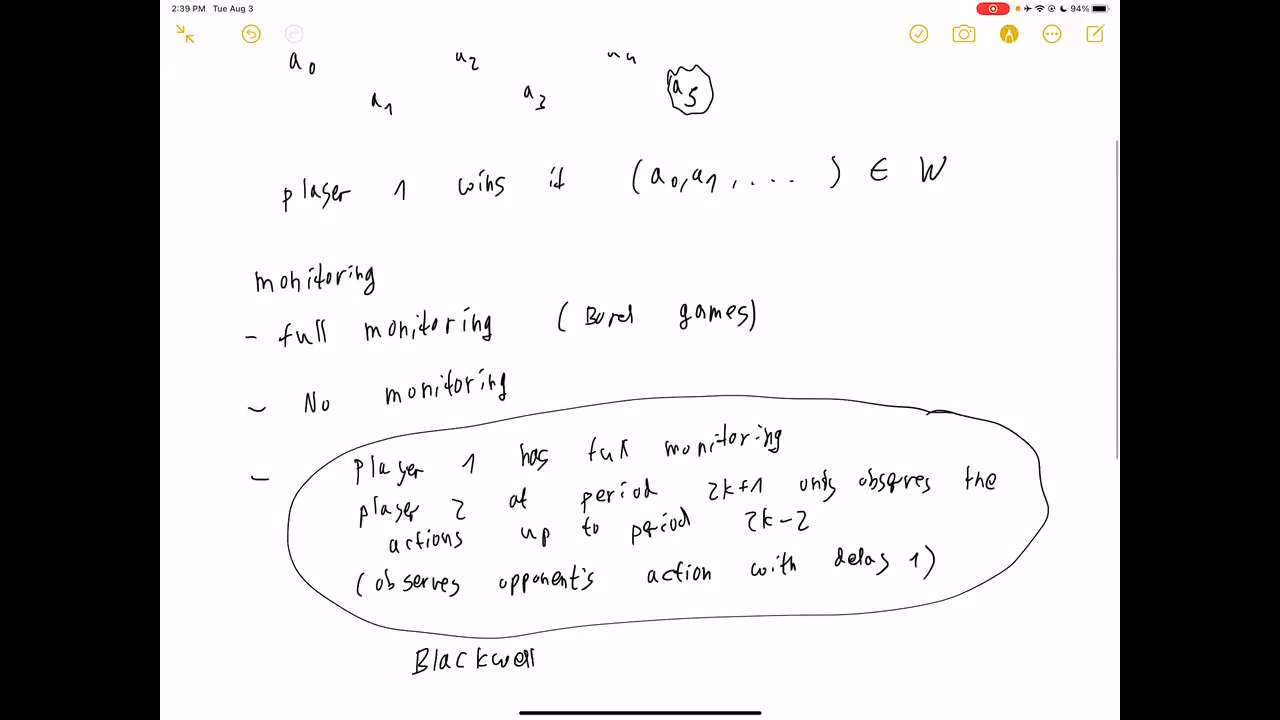 2:39 PM Tue Aug 3
94%
a₀ a₂ a₄
a₁ a₃ a₅
player 1 wins if (a₀, a₁, .... ) ∈ W
monitoring
- full monitoring (Borel games)
- No monitoring
- player 1 has full monitoring
player 2 at period 2k+1 only observes the
actions up to period 2k-2
(observes opponent's action with delay 1)
Blackwell